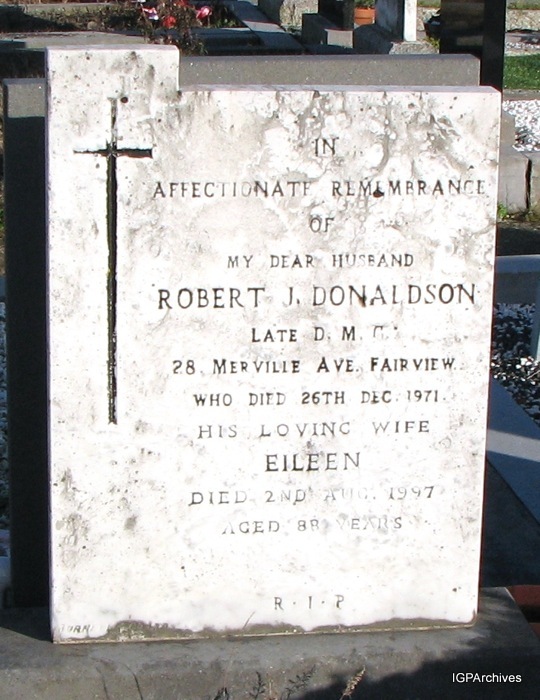 IN
AFFECTIONATE REMEMBRANCE
OF
MY DEAR HUSBAND
ROBERT J. DONALDSON
LATE D. M. C.
28. MERVILLE AVE. FAIRVIEW.
WHO DIED 26TH DEC. 1971.
HIS LOVING WIFE
EILEEN
DIED 2ND AUG. 1997
AGED 88 YEARS
R·I·P
IGPArchives